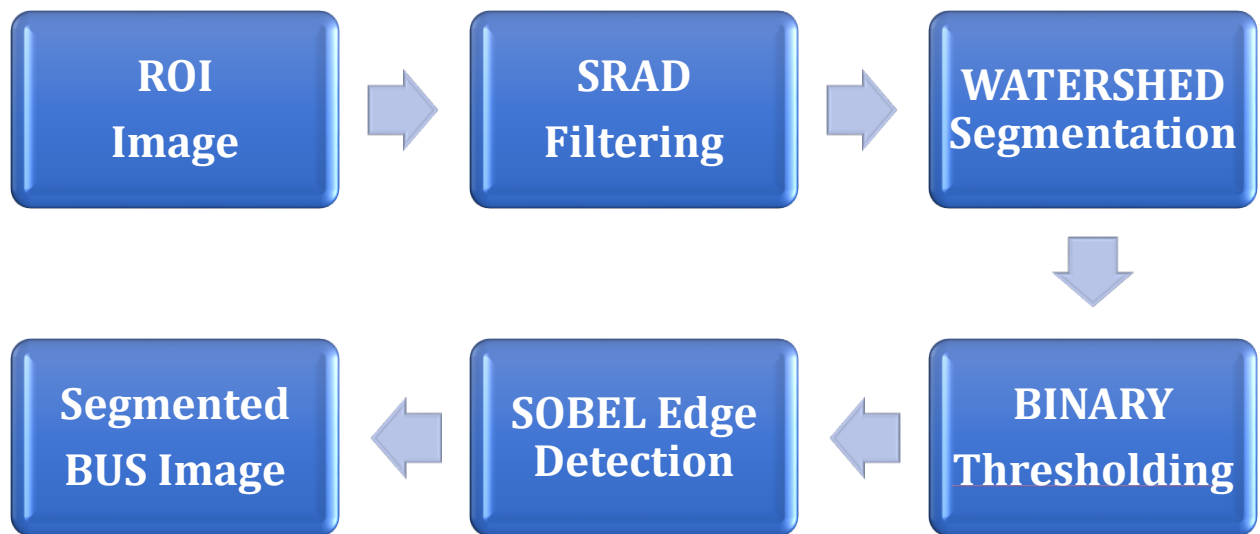 ROI
Image
SRAD
Filtering
WATERSHED
Segmentation
BINARY
Thresholding
SOBEL Edge
Detection
Segmented
BUS Image